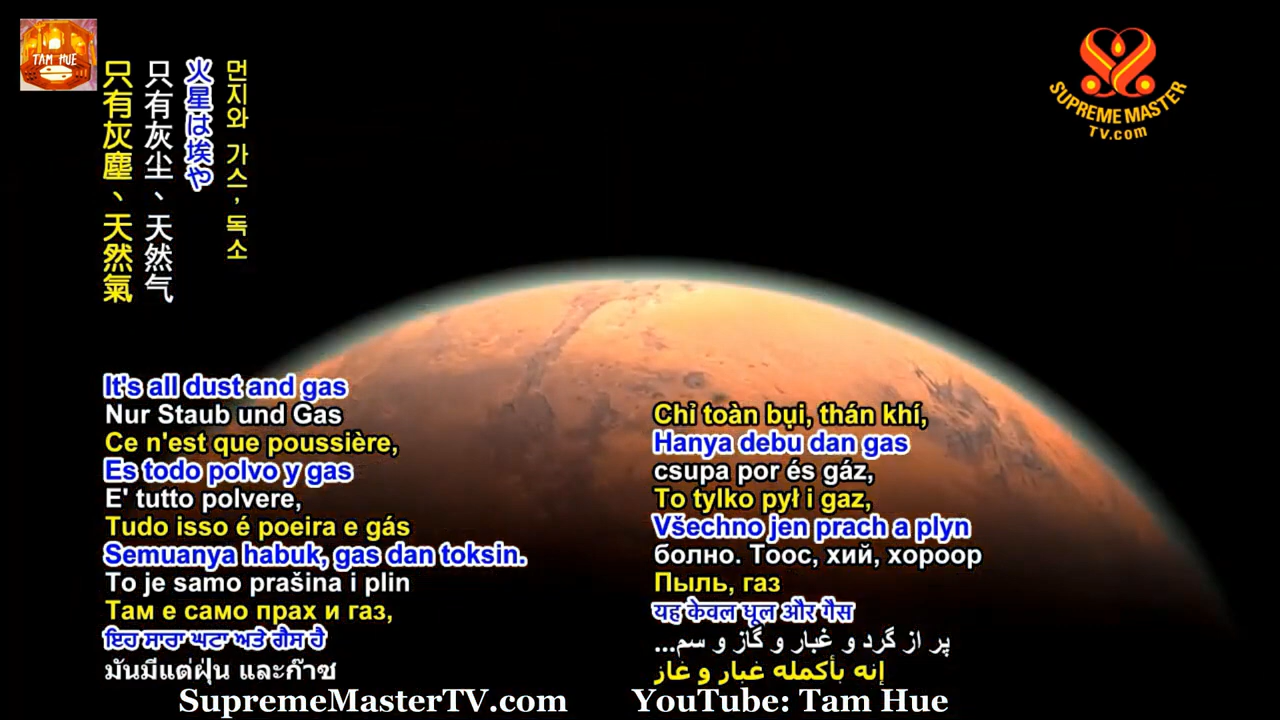 TAM HUE
SUPREME MASTER
TV.com
只有灰塵、天然氣
只有灰尘、天然气
火星は埃や
먼지와 가스, 독소
It's all dust and gas
Nur Staub und Gas
Ce n'est que poussière,
Es todo polvo y gas
E' tutto polvere,
Tudo isso é poeira e gás
Semuanya habuk, gas dan toksin.
To je samo prašina i plin
Там е само прах и газ,
ਇਹ ਸਾਰਾ ਘਟਾ ਅਤੇ ਗੈਸ ਹੈ
มันมีแต่ฝุ่น และก๊าซ
Chỉ toàn bụi, thán khí,
Hanya debu dan gas
csupa por és gáz,
To tylko pył i gaz,
Všechno jen prach a plyn
болно. Тоос, хий, хороор
Пыль, газ
यह केवल धूल और गैस
پر از گرد و غبار و گاز و سم...
إنه بأكمله غبار و غاز
SupremeMasterTV.com
YouTube: Tam Hue